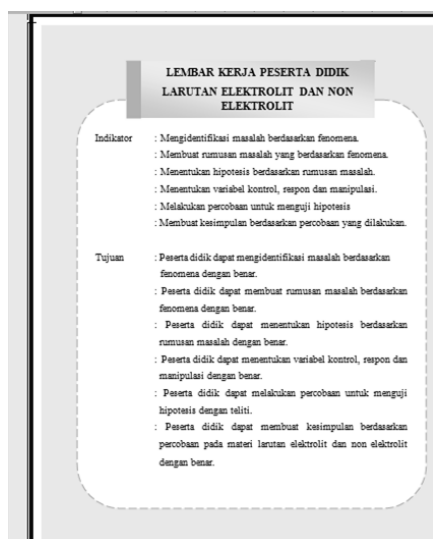 LEMBAR KERJA PESERTA DIDIK
LARUTAN ELEKTROLIT DAN NON
ELEKTROLIT
Indikator : Mengidentifikasi masalah berdasarkan fenomena.
: Membuat rumusan masalah yang berdasarkan fenomena.
: Menentukan hipotesis berdasarkan rumusan masalah.
: Menentukan variabel kontrol, respon dan manipulasi.
: Melakukan percobaan untuk menguji hipotesis
: Membuat kesimpulan berdasarkan percobaan yang dilakukan.
Tujuan : Peserta didik dapat mengidentifikasi masalah berdasarkan
fenomena dengan benar.
: Peserta didik dapat membuat rumusan masalah berdasarkan
fenomena dengan benar.
: Peserta didik dapat menentukan hipotesis berdasarkan
rumusan masalah dengan benar.
: Peserta didik dapat menentukan variabel kontrol, respon dan
manipulasi dengan benar.
: Peserta didik dapat melakukan percobaan untuk menguji
hipotesis dengan teliti.
: Peserta didik dapat membuat kesimpulan berdasarkan
percobaan pada materi larutan elektrolit dan non elektrolit
dengan benar.